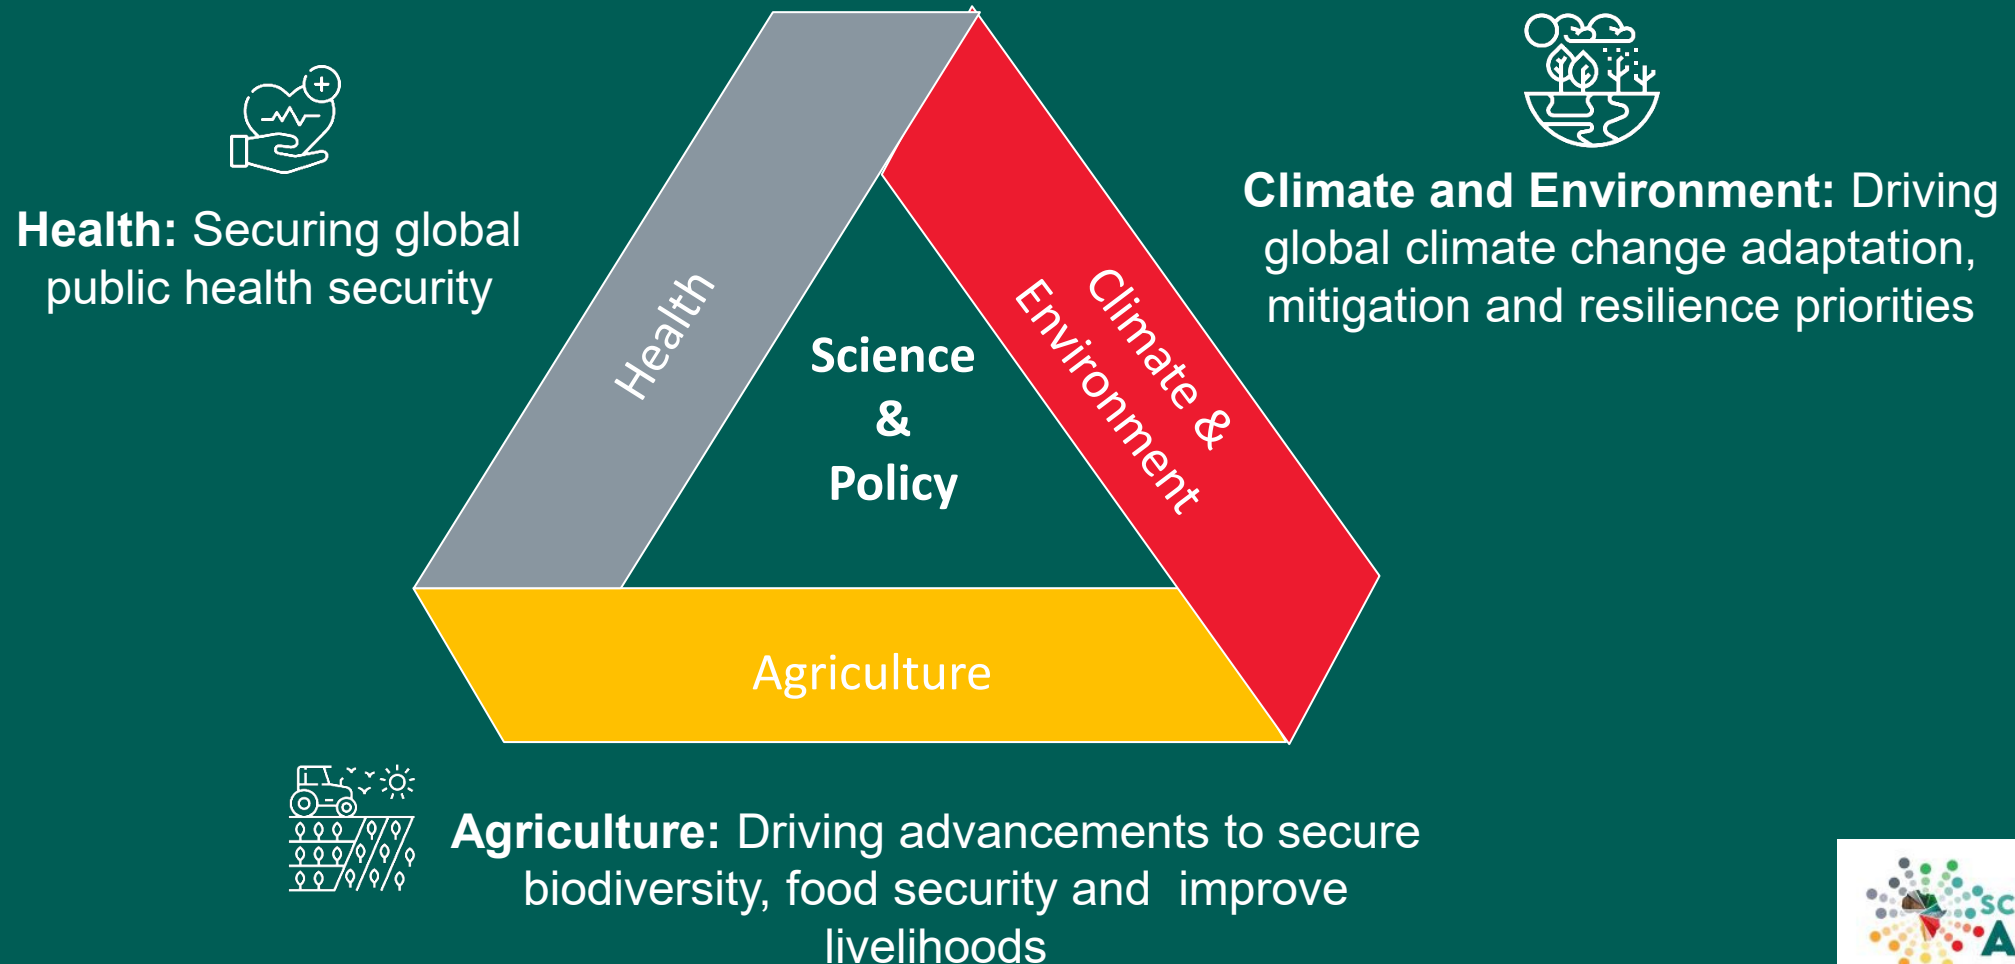 Health: Securing global
public health security
Climate and Environment: Driving
global climate change adaptation,
mitigation and resilience priorities
Health
Climate &
Environment
Science
&
Policy
Agriculture
Agriculture: Driving advancements to secure
biodiversity, food security and  improve
livelihoods
SC
A